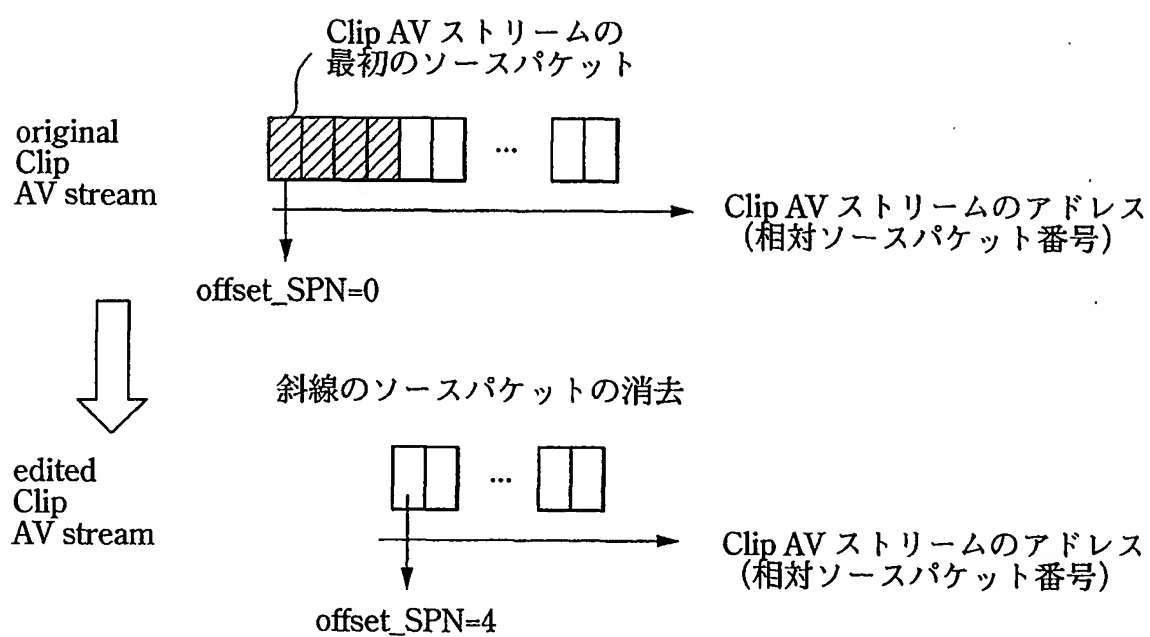 Clip AV ストリームの
最初のソースパケット
original
Clip
AV stream
...
Clip AV ストリームのアドレス
(相対ソースパケット番号)
offset_SPN=0
斜線のソースパケットの消去
edited
Clip
AV stream
...
Clip AV ストリームのアドレス
(相対ソースパケット番号)
offset_SPN=4